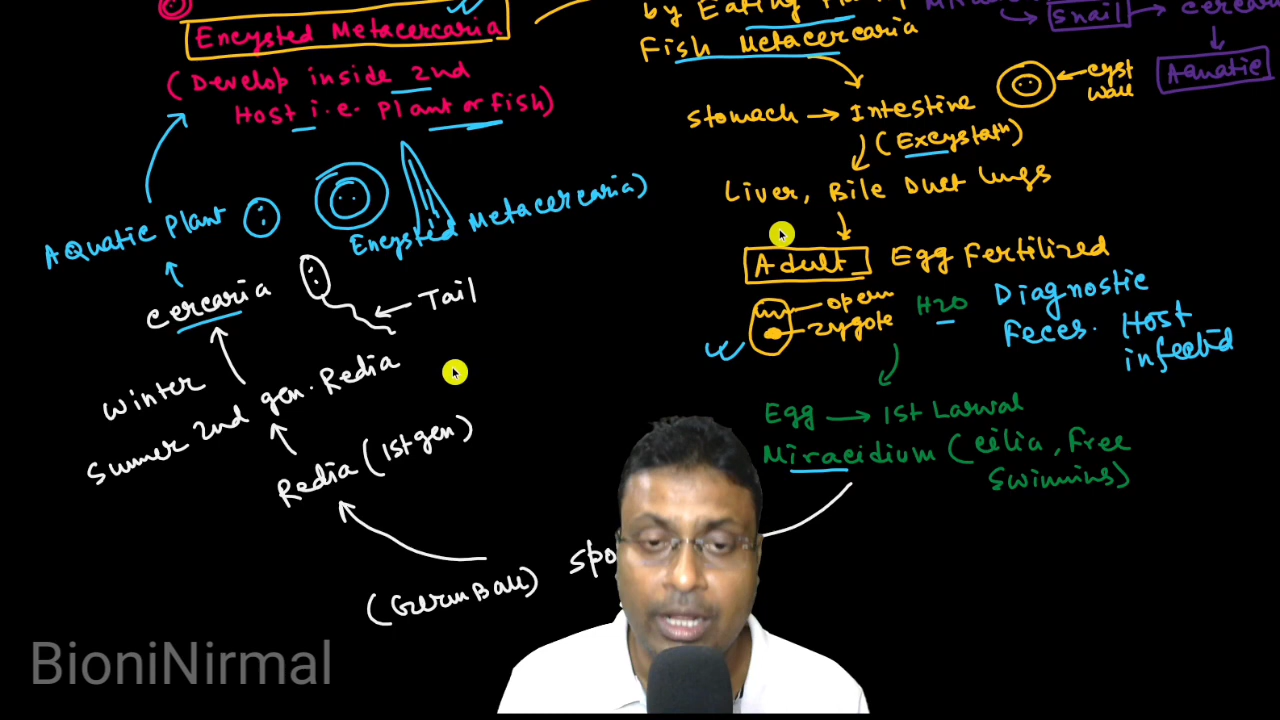 Encysted Metacercaria
(Develop inside 2nd
Host i.e. Plant or fish)
Aquatic Plant
Encysted Metacercaria)
cercaria
Tail
Winter
Summer 2nd gen. Redia
Redia (1st gen)
(Germ Ball)
by Eating
Fish Metacercaria
Snail
Aquatic
cyst
wall
stomach → Intestine
(Excystatn)
Liver, Bile Duct lungs
Adult
Egg Fertilized
opern
zygote
H2O
Diagnostic
Feces. Host
infected
Egg → 1st Larval
Miracidium (cilia, Free
Swimming)
BioniNirmal